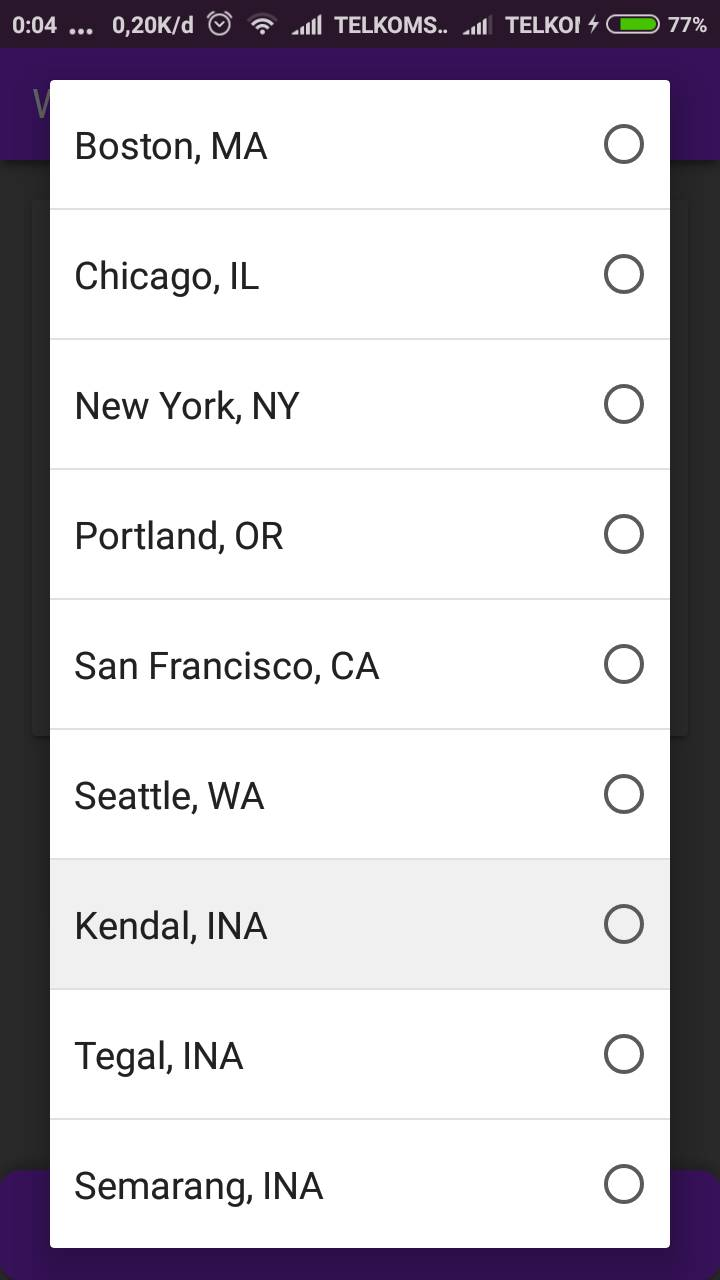 0:04 ... 0,20K/d TELKOMS.. TELKO 77%
Boston, MA
Chicago, IL
New York, NY
Portland, OR
San Francisco, CA
Seattle, WA
Kendal, INA
Tegal, INA
Semarang, INA